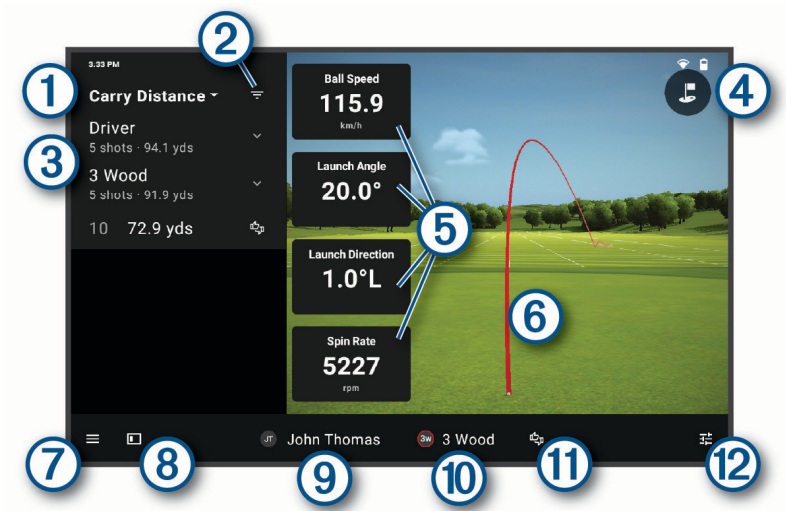 3:33 PM
Carry Distance
Driver
5 shots · 94.1 yds
3 Wood
5 shots · 91.9 yds
10 72.9 yds
Ball Speed
115.9
km/h
Launch Angle
20.0°
Launch Direction
1.0°L
Spin Rate
5227
rpm
JT John Thomas 3W 3 Wood
1
2
3
4
5
6
7
8
9
10
11
12